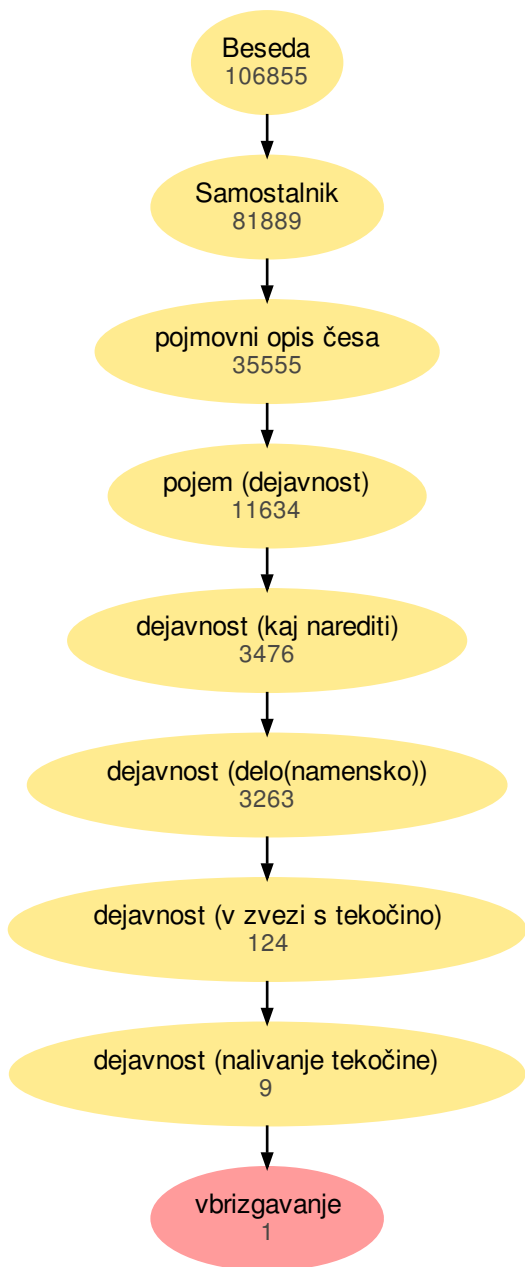 Beseda
106855
Samostalnik
81889
pojmovni opis česa
35555
pojem (dejavnost)
11634
dejavnost (kaj narediti)
3476
dejavnost (delo(namensko))
3263
dejavnost (v zvezi s tekočino)
124
dejavnost (nalivanje tekočine)
9
vbrizgavanje
1